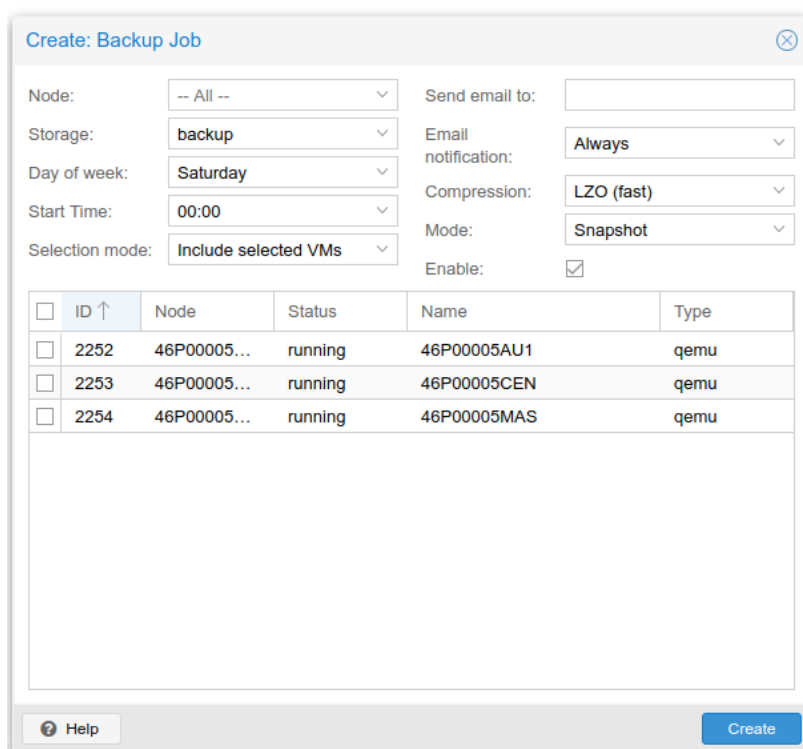 Create: Backup Job
Node: -- All --
Storage: backup
Day of week: Saturday
Start Time: 00:00
Selection mode: Include selected VMs
Send email to:
Email
notification: Always
Compression: LZO (fast)
Mode: Snapshot
Enable:
ID Node Status Name Type
2252 46P00005... running 46P00005AU1 qemu
2253 46P00005... running 46P00005CEN qemu
2254 46P00005... running 46P00005MAS qemu
Help
Create